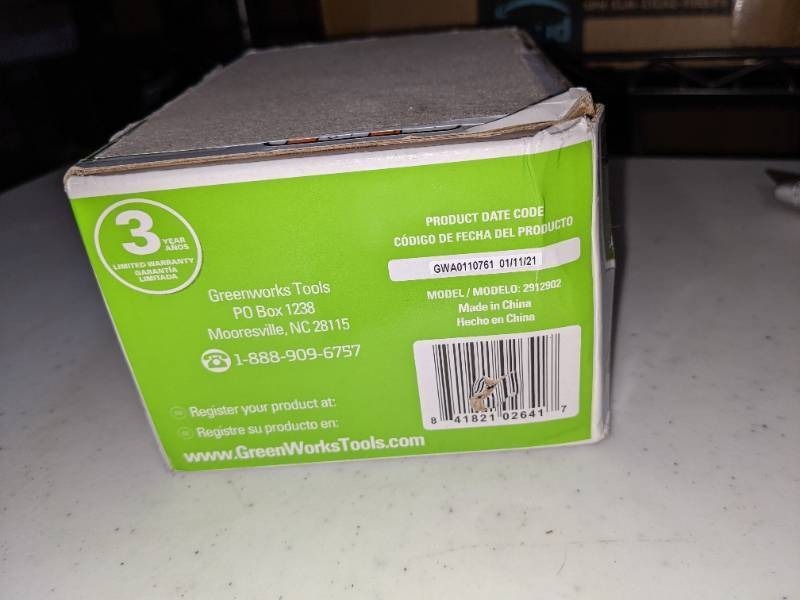 3
YEAR
AÑOS
LIMITED WARRANTY
GARANTÍA
LIMITADA
Greenworks Tools
PO Box 1238
Mooresville, NC 28115
1-888-909-6757
Register your product at:
Registre su producto en:
www.GreenWorksTools.com
PRODUCT DATE CODE
CÓDIGO DE FECHA DEL PRODUCTO
GWA0110761 01/11/21
MODEL / MODELO: 2912902
Made in China
Hecho en China
8 41821 02641 7